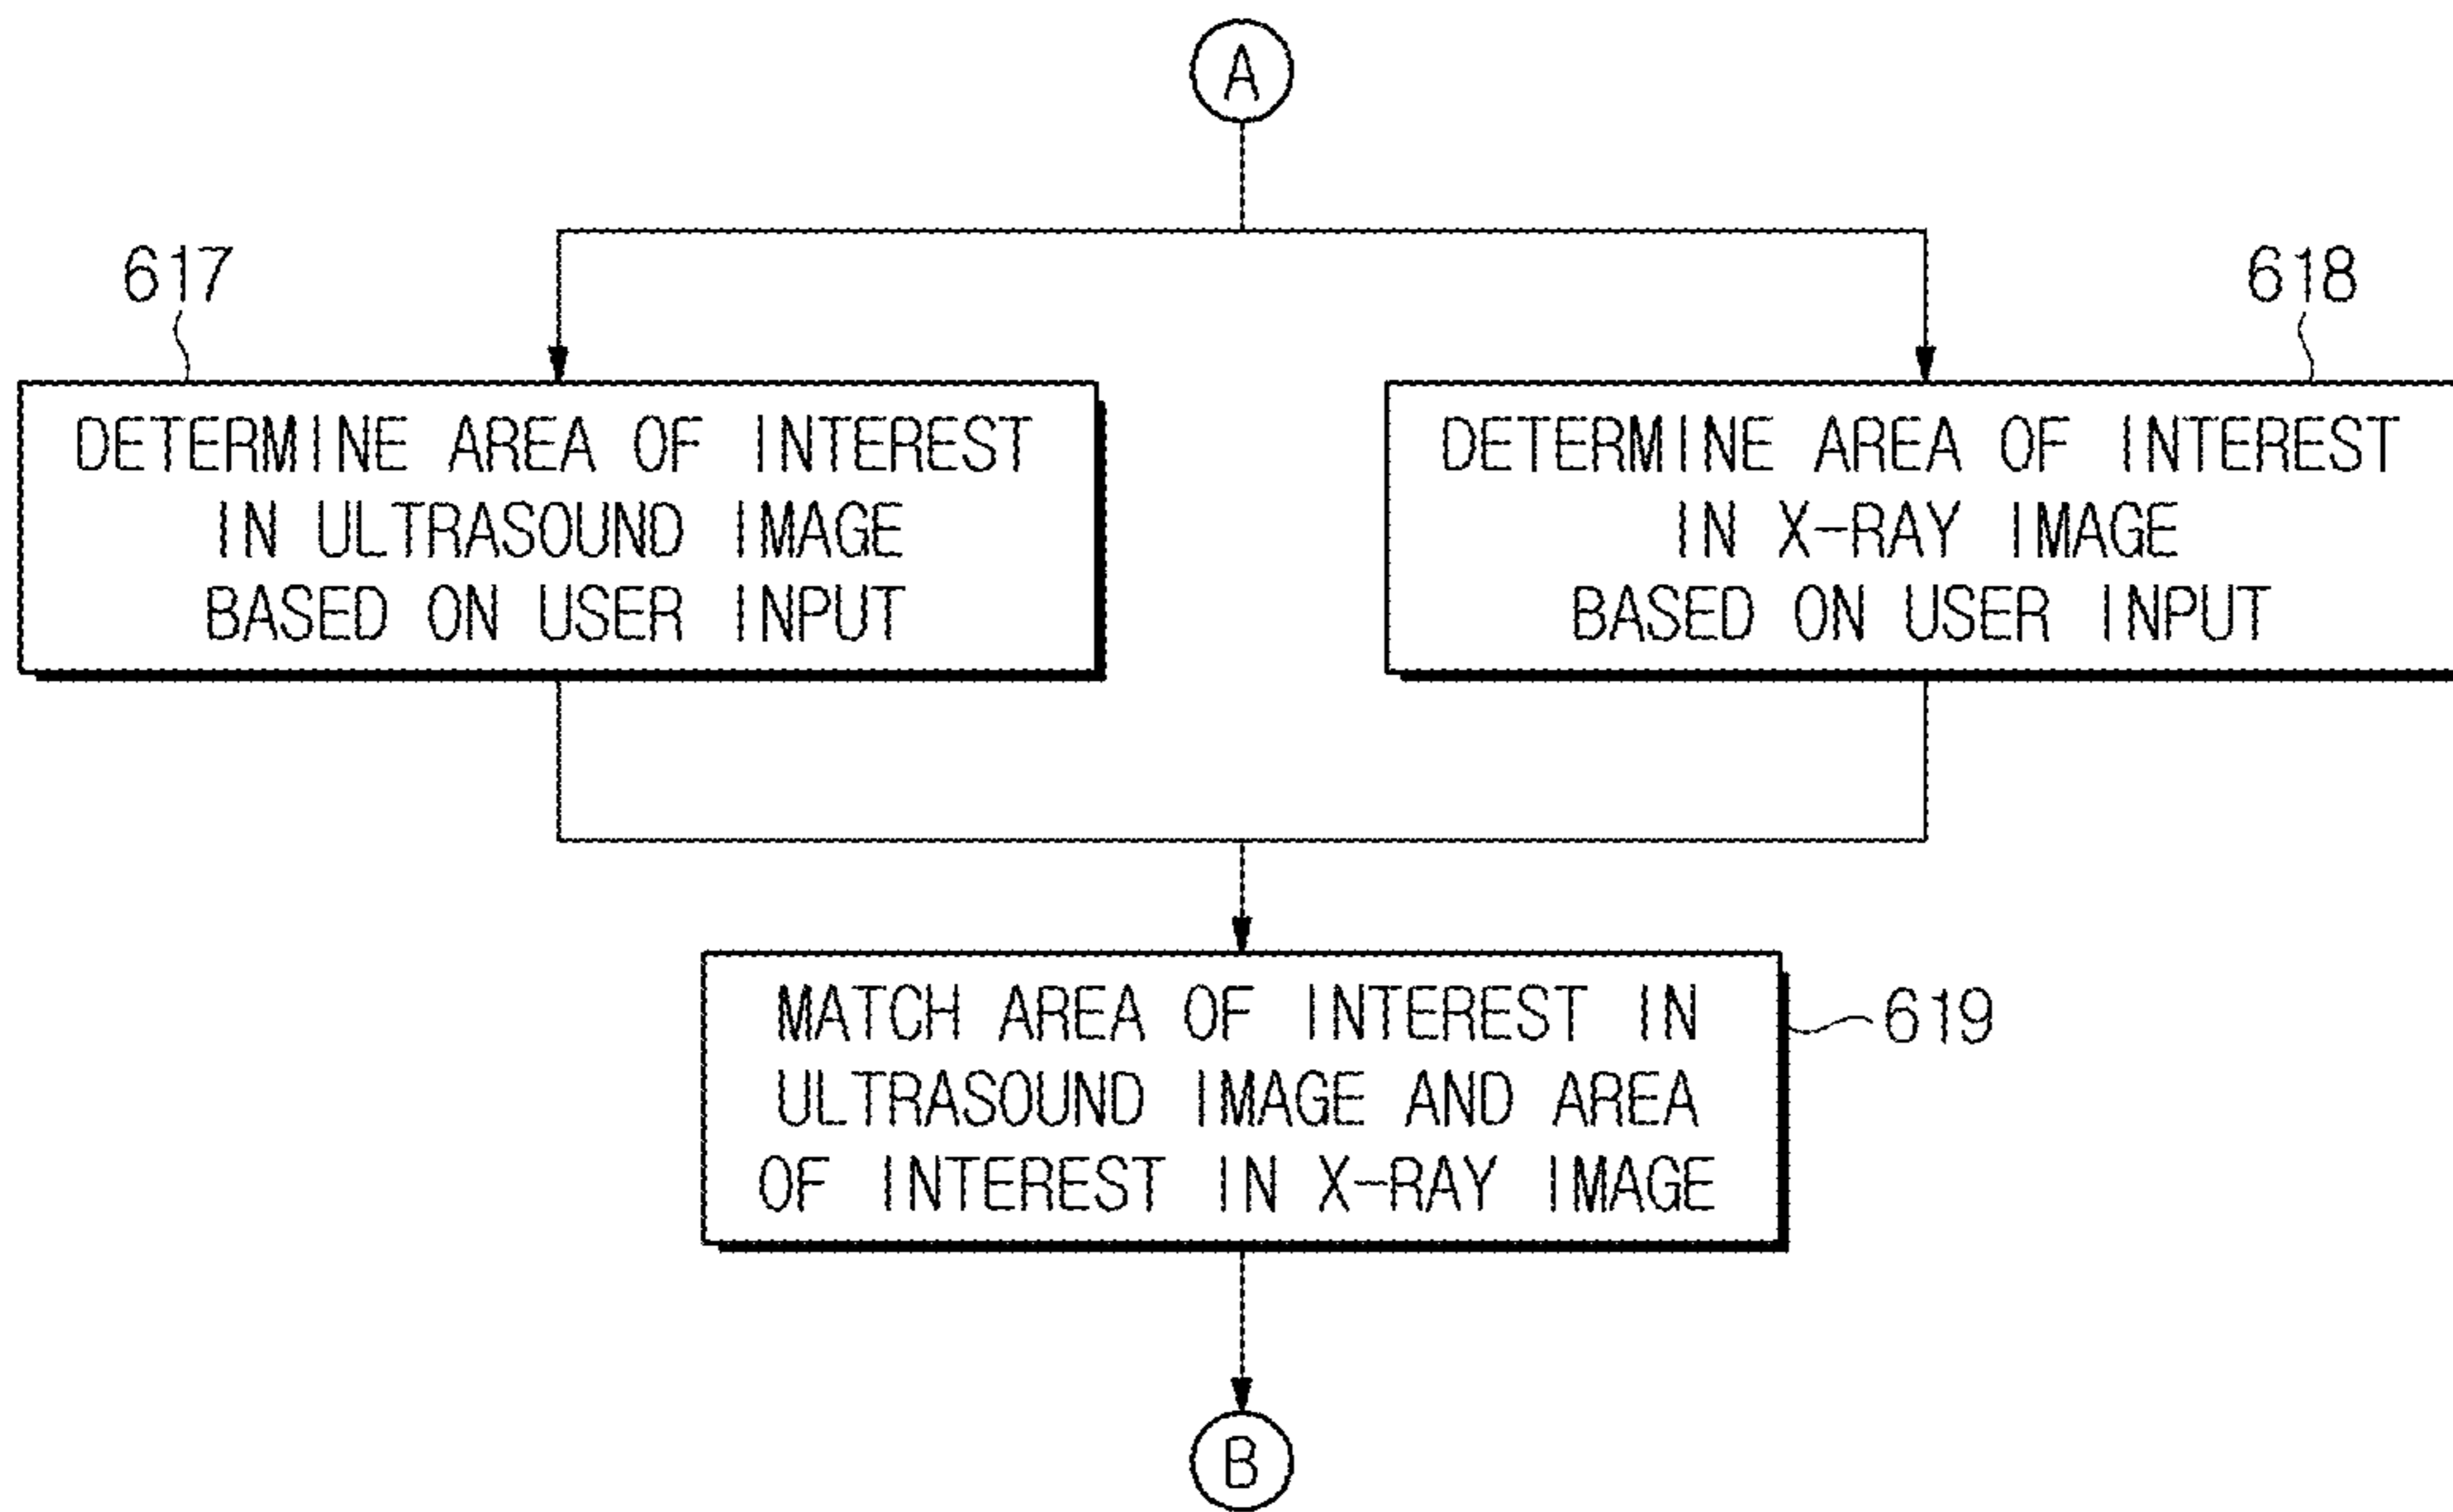 A
617
618
DETERMINE AREA OF INTEREST
IN ULTRASOUND IMAGE
BASED ON USER INPUT
DETERMINE AREA OF INTEREST
IN X-RAY IMAGE
BASED ON USER INPUT
MATCH AREA OF INTEREST IN
ULTRASOUND IMAGE AND AREA
OF INTEREST IN X-RAY IMAGE
619
B